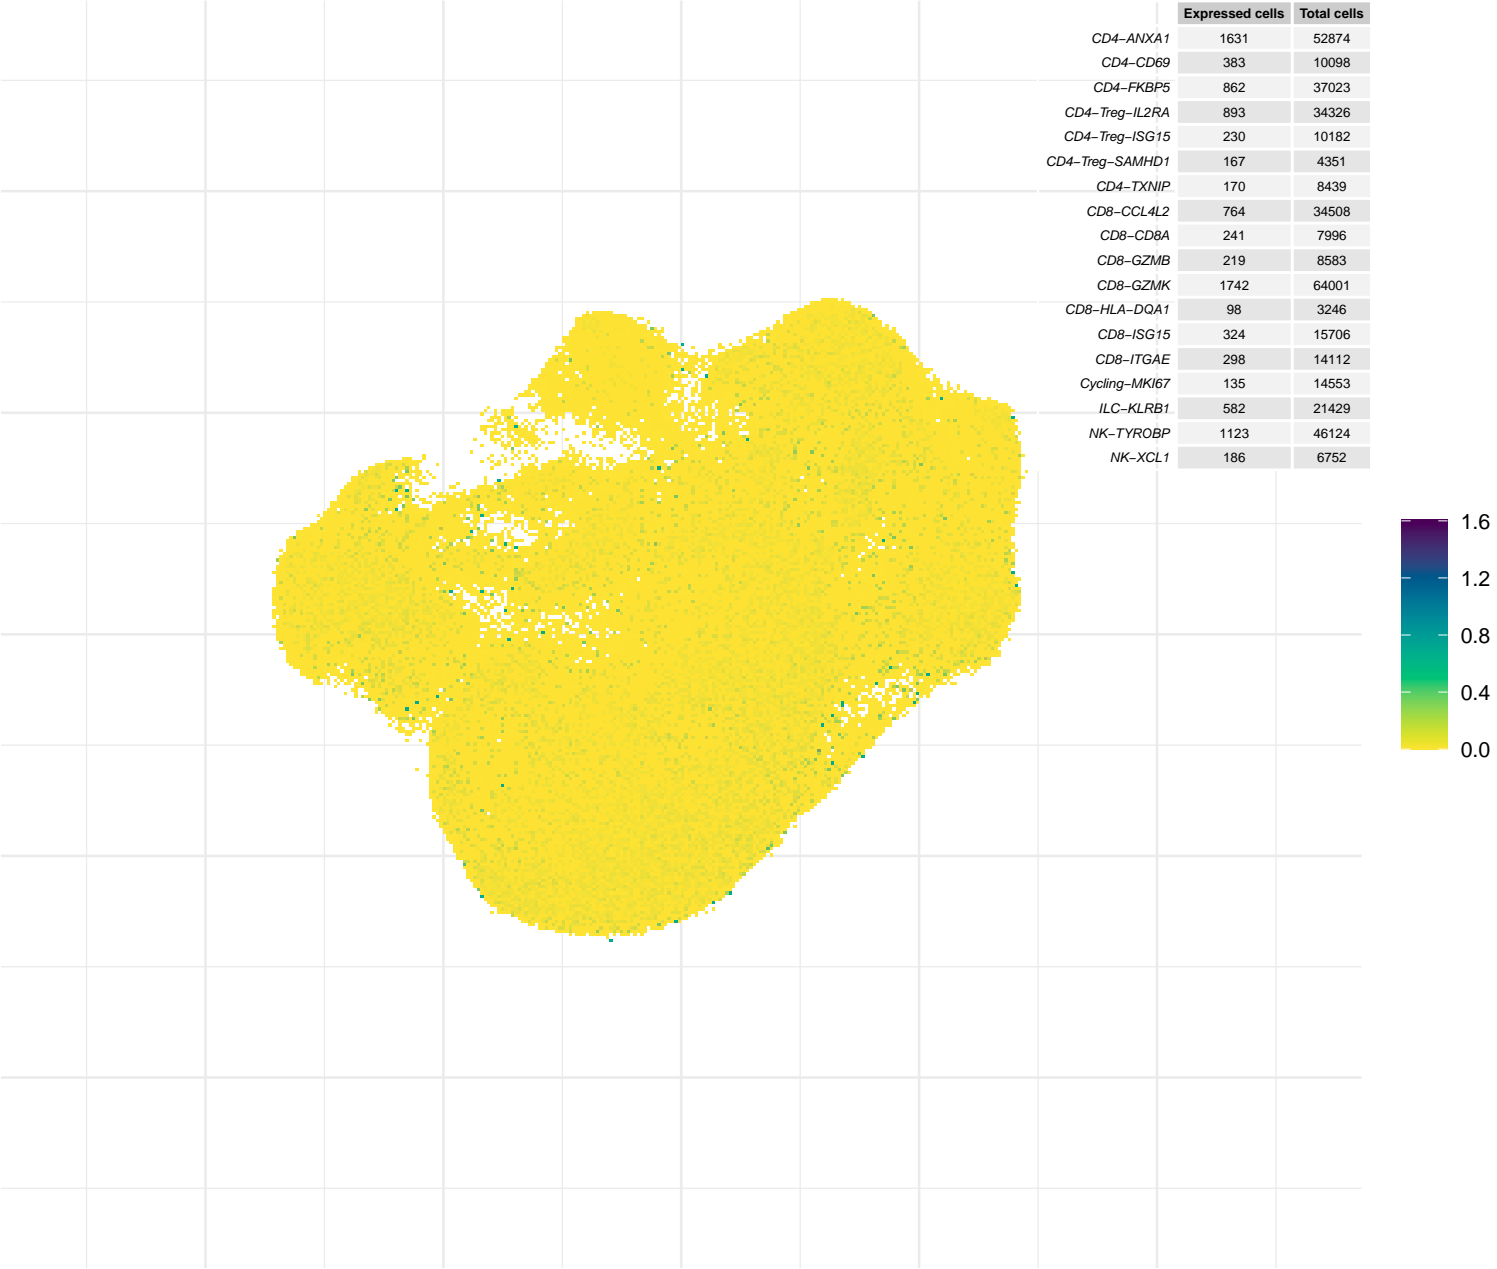 Expressed cells Total cells
CD4−ANXA1 1631 52874
CD4−CD69 383 10098
CD4−FKBP5 862 37023
CD4−Treg−IL2RA 893 34326
CD4−Treg−ISG15 230 10182
CD4−Treg−SAMHD1 167 4351
CD4−TXNIP 170 8439
CD8−CCL4L2 764 34508
CD8−CD8A 241 7996
CD8−GZMB 219 8583
CD8−GZMK 1742 64001
CD8−HLA−DQA1 98 3246
CD8−ISG15 324 15706
CD8−ITGAE 298 14112
Cycling−MKI67 135 14553
ILC−KLRB1 582 21429
NK−TYROBP 1123 46124
NK−XCL1 186 6752
1.6
1.2
0.8
0.4
0.0